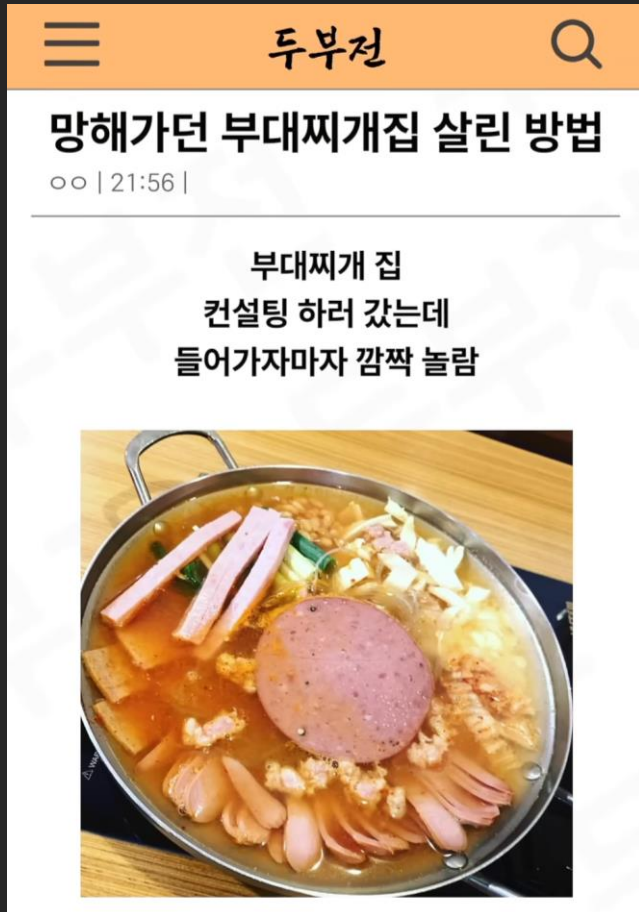 두부전
망해가던 부대찌개집 살린 방법
ㅇㅇ | 21:56 |
부대찌개 집
컨설팅 하러 갔는데
들어가자마자 깜짝 놀람